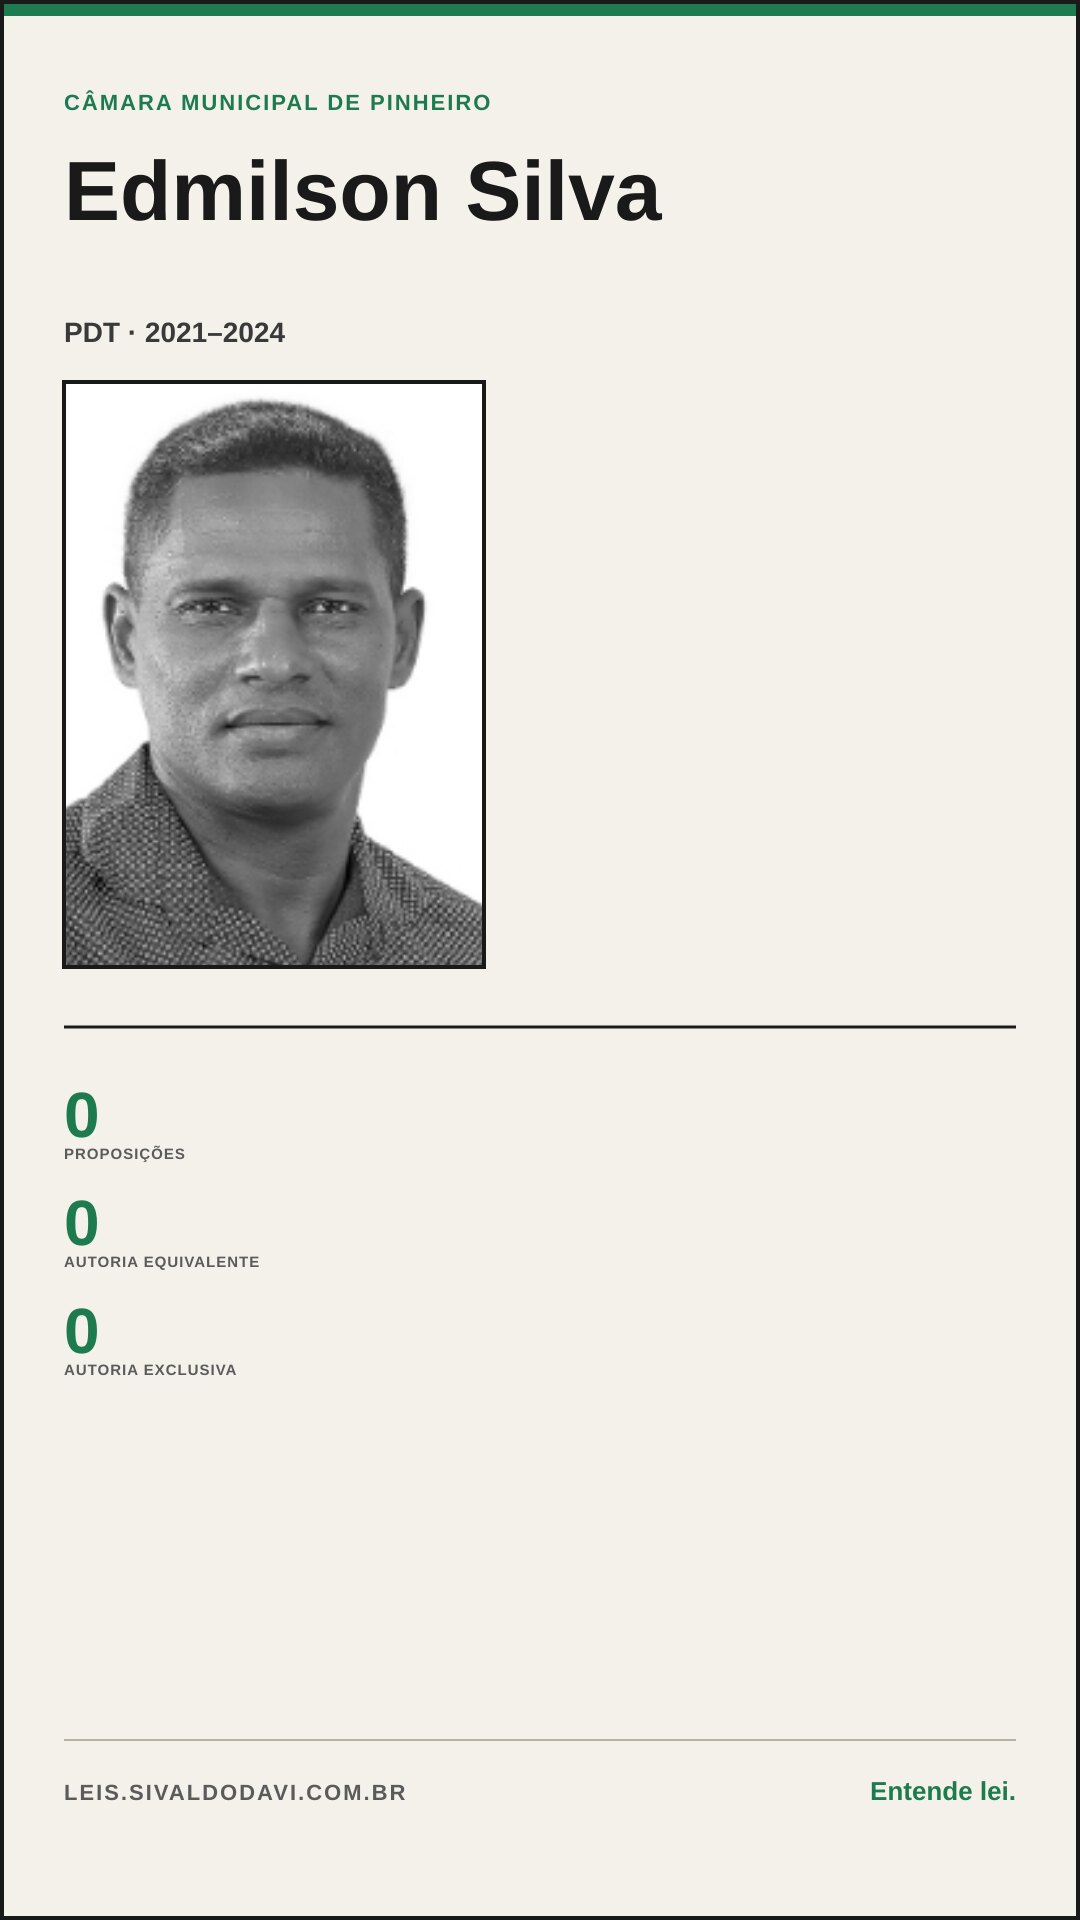 CÂMARA MUNICIPAL DE PINHEIRO
Edmilson Silva
PDT · 2021–2024
0
PROPOSIÇÕES
0
AUTORIA EQUIVALENTE
0
AUTORIA EXCLUSIVA
LEIS.SIVALDODAVI.COM.BR
Entende lei.